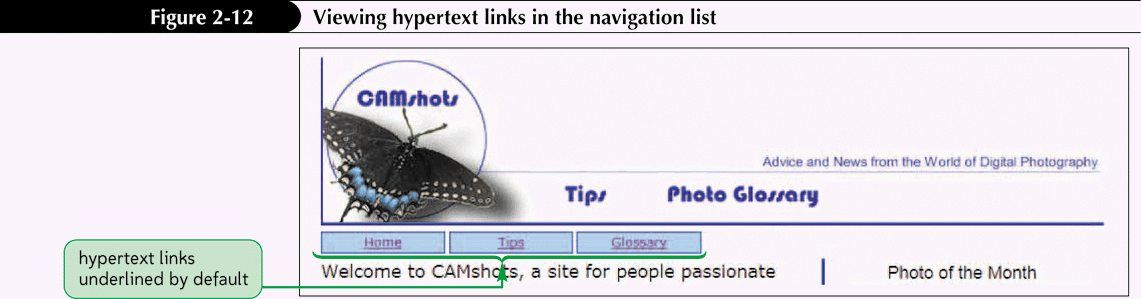 Figure 2-12 Viewing hypertext links in the navigation list
CAMshots
Advice and News from the World of Digital Photography
Tips Photo Glossary
Home Tips Glossary
hypertext links
underlined by default
Welcome to CAMshots, a site for people passionate
Photo of the Month